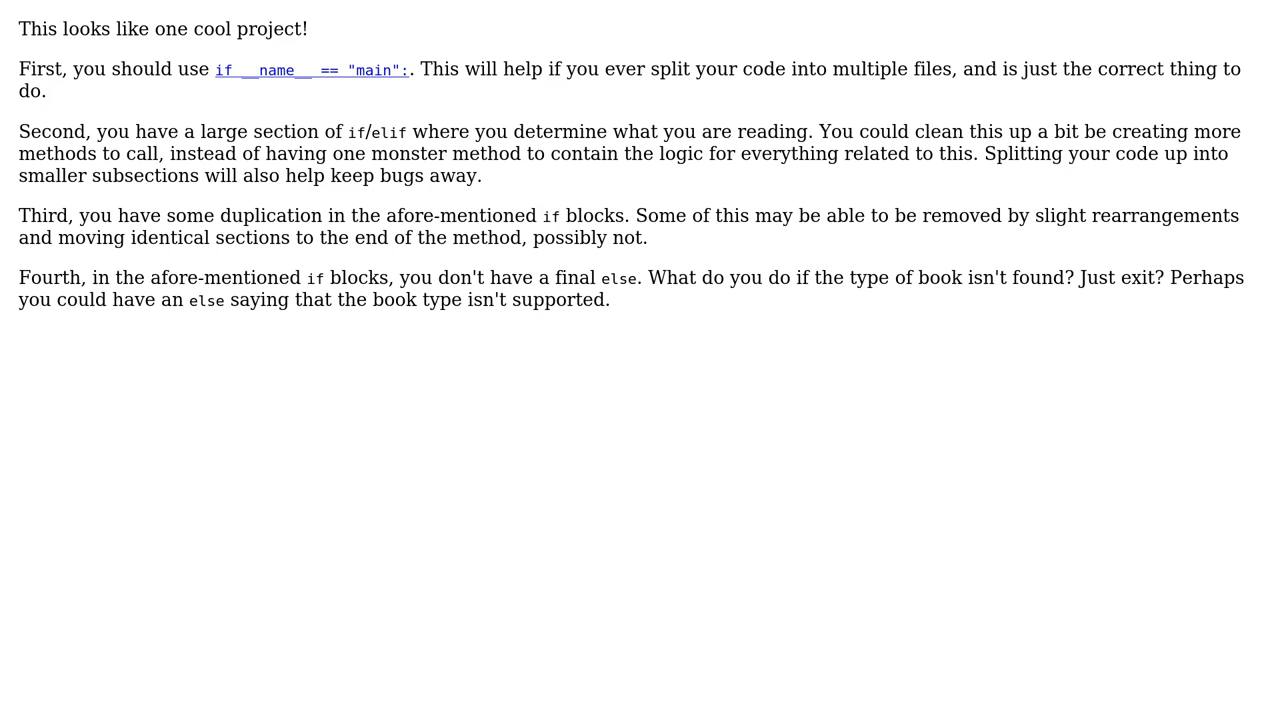 This looks like one cool project!
First, you should use if __name__ == "main":. This will help if you ever split your code into multiple files, and is just the correct thing to
do.
Second, you have a large section of if/elif where you determine what you are reading. You could clean this up a bit be creating more
methods to call, instead of having one monster method to contain the logic for everything related to this. Splitting your code up into
smaller subsections will also help keep bugs away.
Third, you have some duplication in the afore-mentioned if blocks. Some of this may be able to be removed by slight rearrangements
and moving identical sections to the end of the method, possibly not.
Fourth, in the afore-mentioned if blocks, you don't have a final else. What do you do if the type of book isn't found? Just exit? Perhaps
you could have an else saying that the book type isn't supported.